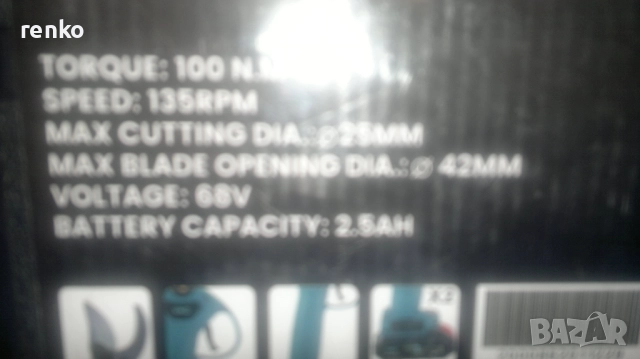 renko
TORQUE: 100 N.
SPEED: 135RPM
MAX CUTTING DIA.: ⌀ 25MM
MAX BLADE OPENING DIA.: ⌀ 42MM
VOLTAGE: 68V
BATTERY CAPACITY: 2.5AH
X2
BAZAR